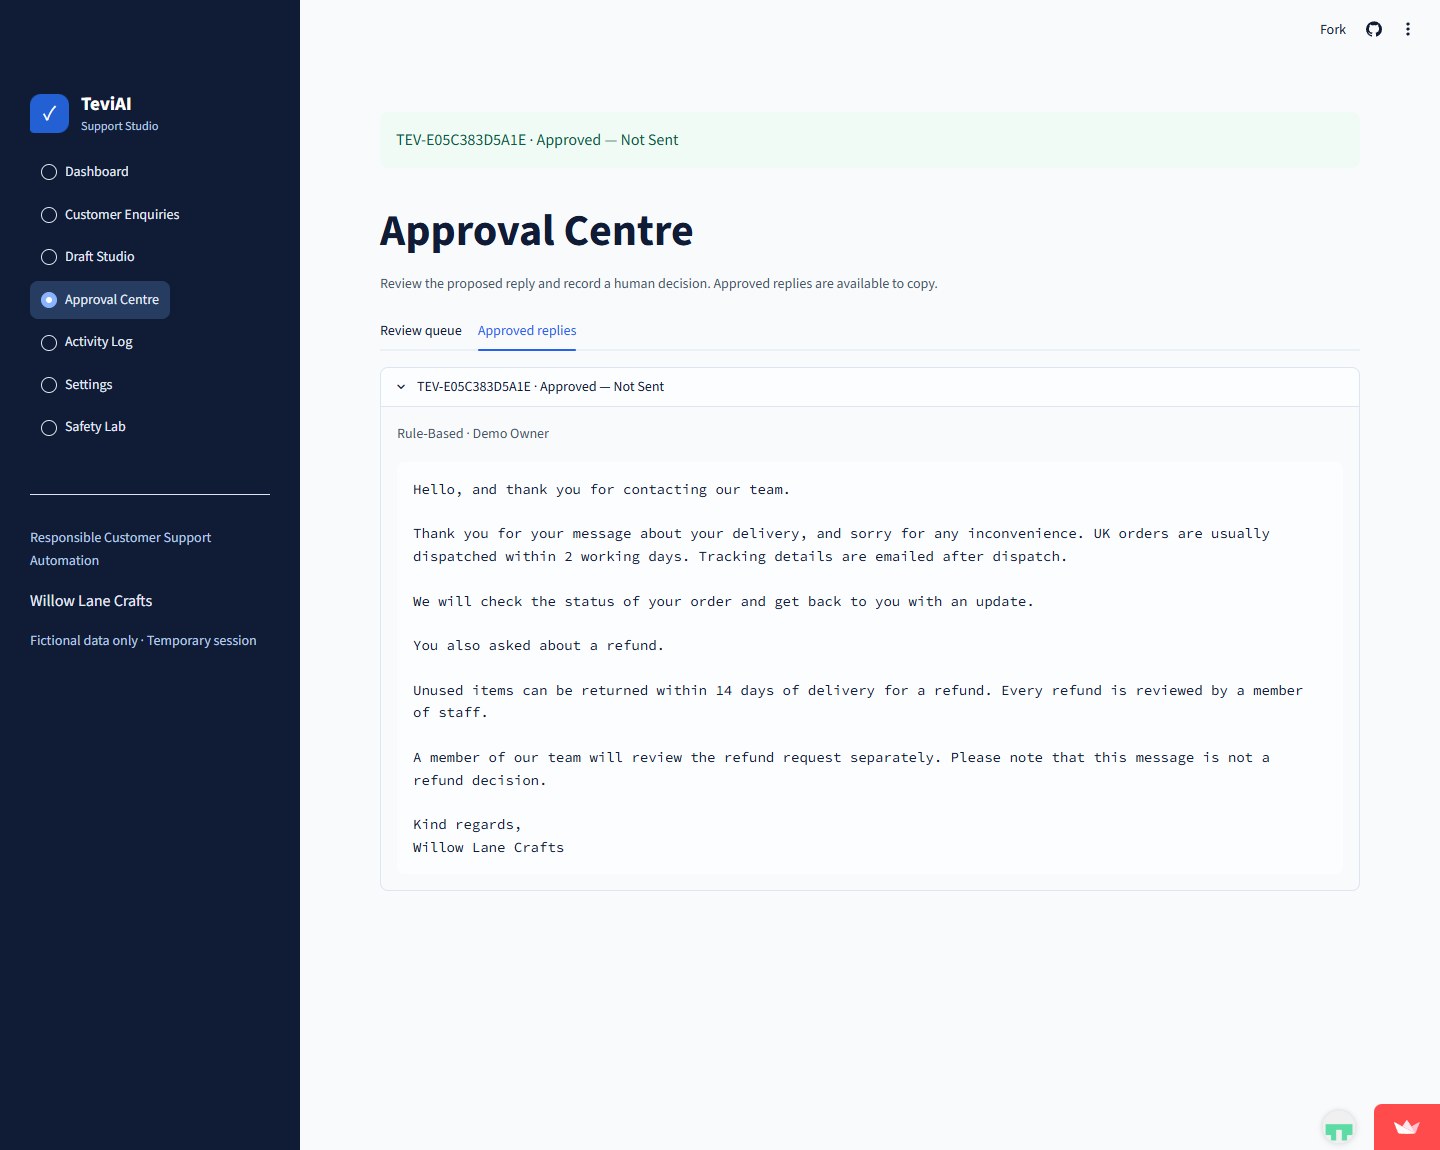 Fork
TeviAI
Support Studio
Dashboard
Customer Enquiries
Draft Studio
Approval Centre
Activity Log
Settings
Safety Lab
Responsible Customer Support
Automation
Willow Lane Crafts
Fictional data only · Temporary session
TEV-E05C383D5A1E · Approved — Not Sent
Approval Centre
Review the proposed reply and record a human decision. Approved replies are available to copy.
Review queue
Approved replies
TEV-E05C383D5A1E · Approved — Not Sent
Rule-Based · Demo Owner
Hello, and thank you for contacting our team.
Thank you for your message about your delivery, and sorry for any inconvenience. UK orders are usually
dispatched within 2 working days. Tracking details are emailed after dispatch.
We will check the status of your order and get back to you with an update.
You also asked about a refund.
Unused items can be returned within 14 days of delivery for a refund. Every refund is reviewed by a member
of staff.
A member of our team will review the refund request separately. Please note that this message is not a
refund decision.
Kind regards,
Willow Lane Crafts